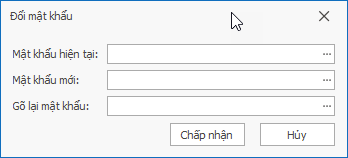 Đổi mật khẩu
Mật khẩu hiện tại:
Mật khẩu mới:
Gõ lại mật khẩu:
Chấp nhận Hủy